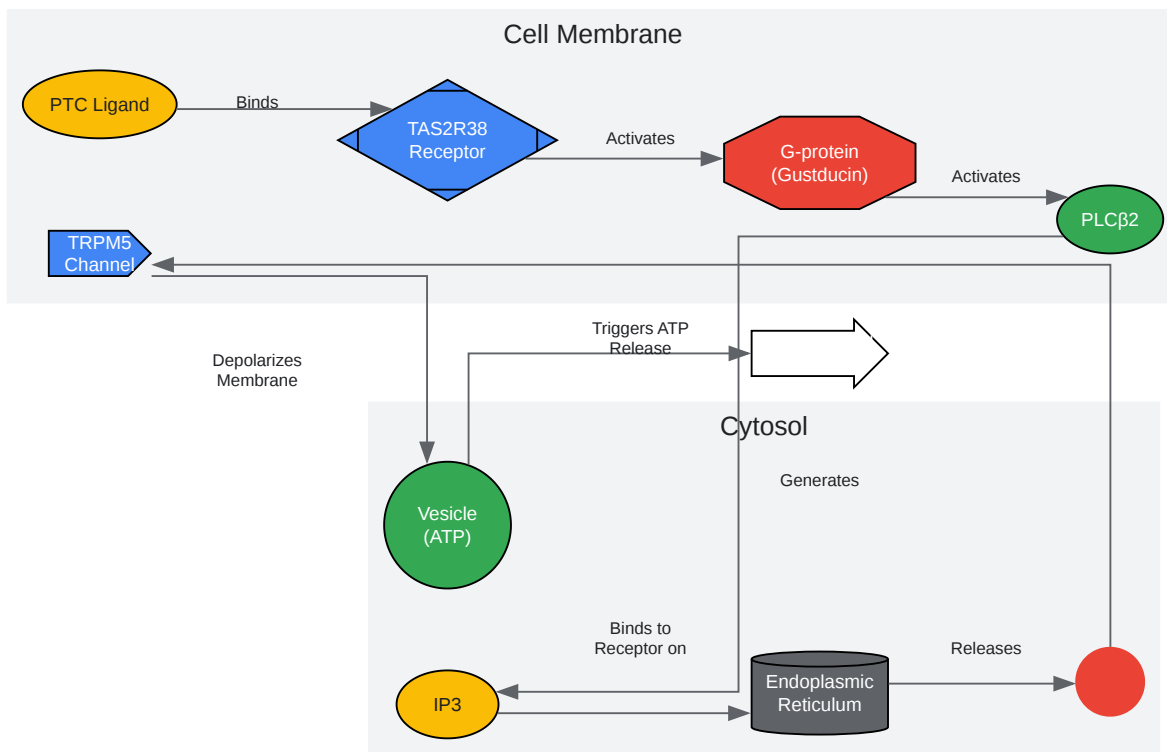 Cell Membrane
PTC Ligand
Binds
TAS2R38
Receptor
Activates
G-protein
(Gustducin)
Activates
PLCβ2
TRPM5
Channel
Depolarizes
Membrane
Triggers ATP
Release
Cytosol
Generates
Vesicle
(ATP)
Binds to
Receptor on
Releases
IP3
Endoplasmic
Reticulum